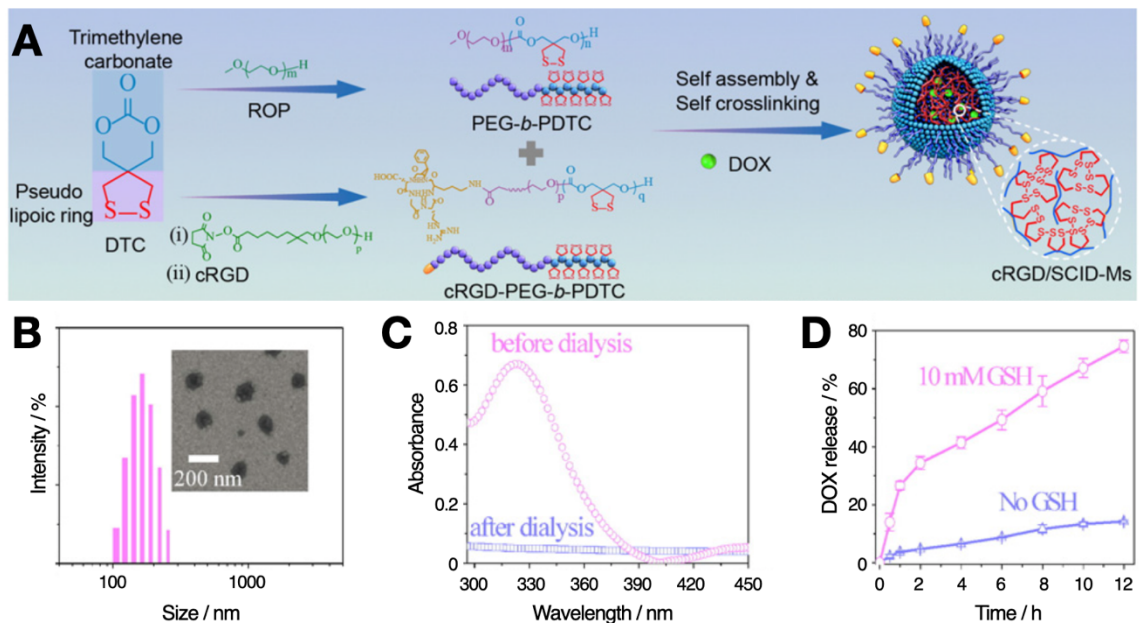 A
Trimethylene
carbonate
O
O
O
S-S
Pseudo
lipoic ring
DTC
O
O
m
H
ROP
(i)
(ii) cRGD
O
O
p
H
O
O
m
O
O
O
n
H
S-S
PEG-b-PDTC
HOOC
NH
O
O
p
O
O
q
H
S-S
cRGD-PEG-b-PDTC
Self assembly &
Self crosslinking
DOX
cRGD/SCID-Ms
B
Intensity / %
200 nm
100
1000
Size / nm
C
Absorbance
0.8
0.6
0.4
0.2
0
before dialysis
after dialysis
300
330
360
390
420
450
Wavelength / nm
D
DOX release / %
80
60
40
20
0
10 mM GSH
No GSH
0
2
4
6
8
10
12
Time / h